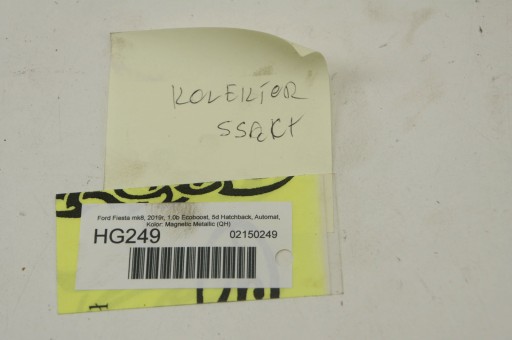 KOLEKTOR
SSĄCY
Ford Fiesta mk8, 2019r, 1.0b Ecoboost, 5d Hatchback, Automat,
Kolor: Magnetic Metallic (QH)
HG249 02150249